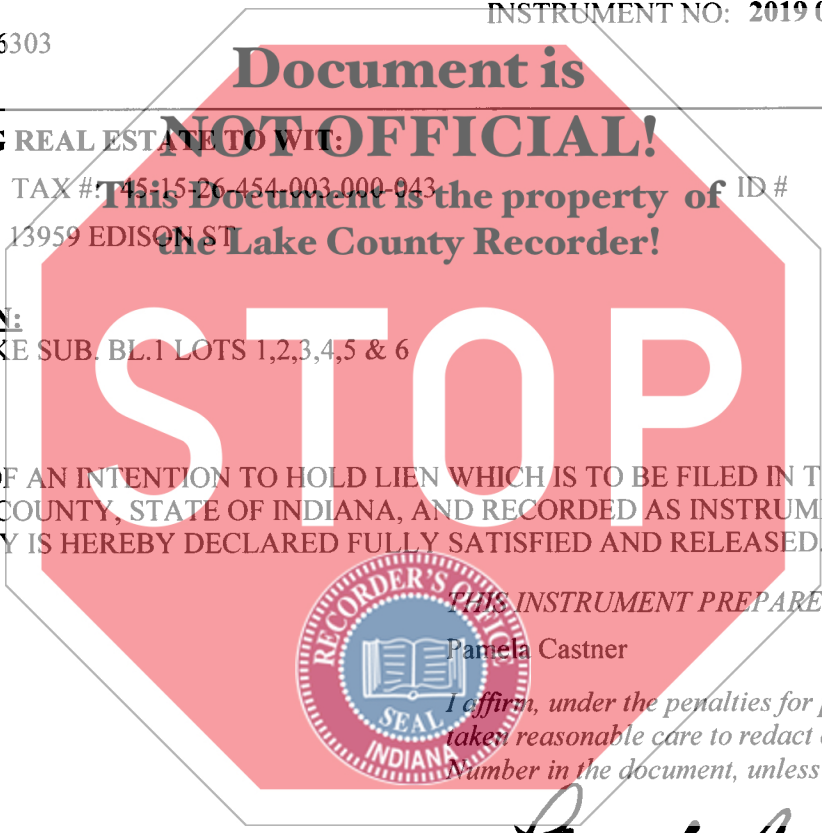 INSTRUMENT NO: 2019 0
6303
Document is
NOT OFFICIAL!
G REAL ESTATE TO WIT:
TAX #: 45-15-26-454-003.000-043 ID #
This Document is the property of
13959 EDISON ST
the Lake County Recorder!
N:
KE SUB. BL.1 LOTS 1,2,3,4,5 & 6
STOP
OF AN INTENTION TO HOLD LIEN WHICH IS TO BE FILED IN T
COUNTY, STATE OF INDIANA, AND RECORDED AS INSTRUM
Y IS HEREBY DECLARED FULLY SATISFIED AND RELEASED.
RECORDER'S OFFICE
SEAL
INDIANA
THIS INSTRUMENT PREPARE
Pamela Castner
I affirm, under the penalties for p
taken reasonable care to redact e
Number in the document, unless